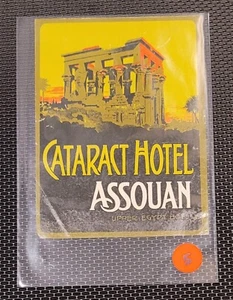 CATARACT HOTEL
ASSOUAN
UPPER EGYPT